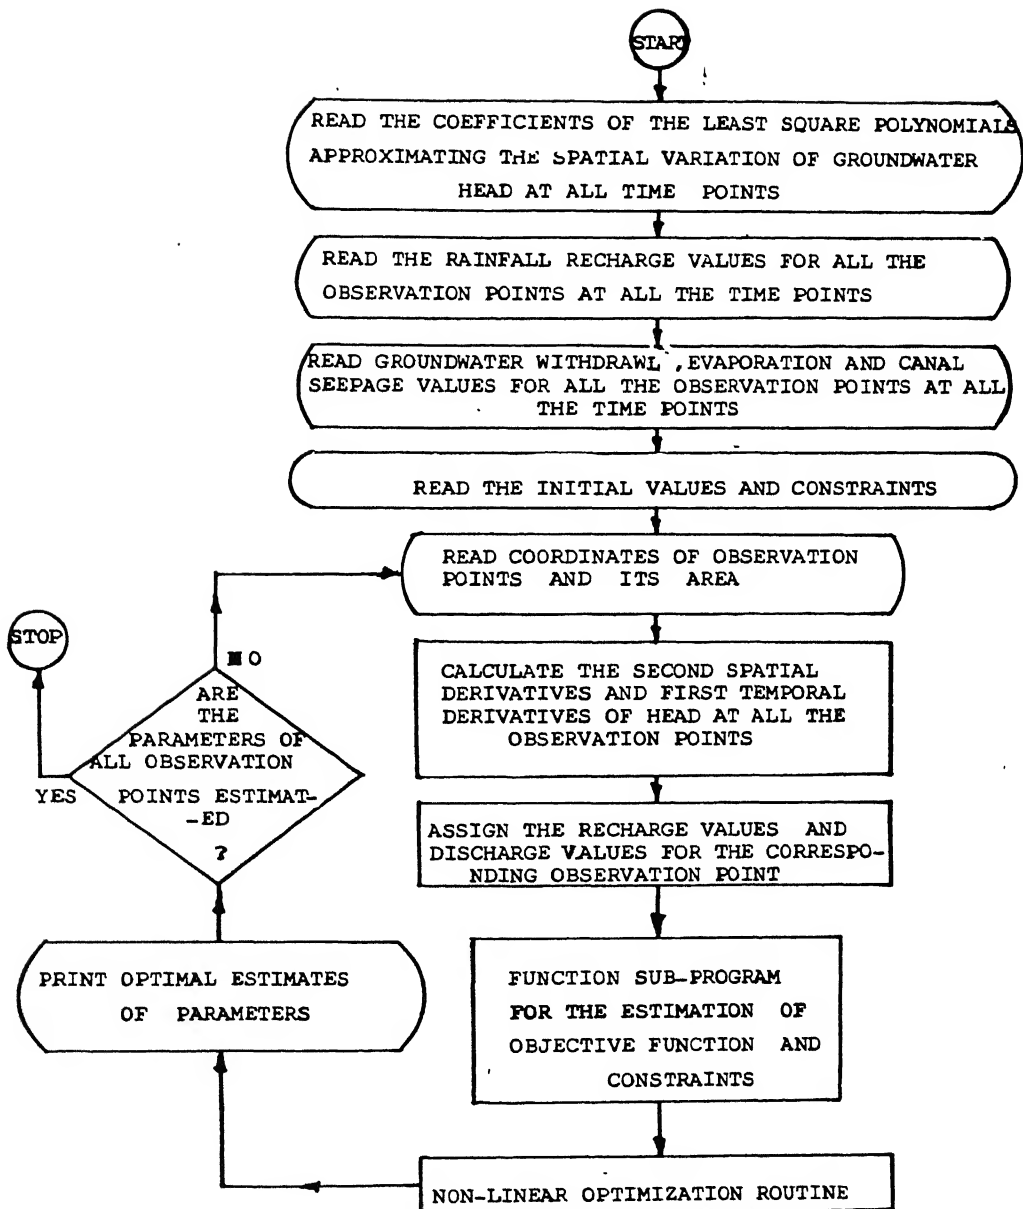 START
READ THE COEFFICIENTS OF THE LEAST SQUARE POLYNOMIALS
APPROXIMATING THE SPATIAL VARIATION OF GROUNDWATER
HEAD AT ALL TIME POINTS
READ THE RAINFALL RECHARGE VALUES FOR ALL THE
OBSERVATION POINTS AT ALL THE TIME POINTS
READ GROUNDWATER WITHDRAWL ,EVAPORATION AND CANAL
SEEPAGE VALUES FOR ALL THE OBSERVATION POINTS AT ALL
THE TIME POINTS
READ THE INITIAL VALUES AND CONSTRAINTS
READ COORDINATES OF OBSERVATION
POINTS AND ITS AREA
CALCULATE THE SECOND SPATIAL
DERIVATIVES AND FIRST TEMPORAL
DERIVATIVES OF HEAD AT ALL THE
OBSERVATION POINTS
ASSIGN THE RECHARGE VALUES AND
DISCHARGE VALUES FOR THE CORRESPO-
NDING OBSERVATION POINT
FUNCTION SUB-PROGRAM
FOR THE ESTIMATION OF
OBJECTIVE FUNCTION AND
CONSTRAINTS
NON-LINEAR OPTIMIZATION ROUTINE
PRINT OPTIMAL ESTIMATES
OF PARAMETERS
ARE
THE
PARAMETERS OF
ALL OBSERVATION
POINTS ESTIMAT-
-ED
?
NO
YES
STOP